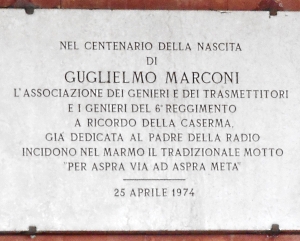 NEL CENTENARIO DELLA NASCITA
DI
GUGLIELMO MARCONI
L'ASSOCIAZIONE DEI GENIERI E DEI TRASMETTITORI
E I GENIERI DEL 6° REGGIMENTO
A RICORDO DELLA CASERMA,
GIA' DEDICATA AL PADRE DELLA RADIO
INCIDONO NEL MARMO IL TRADIZIONALE MOTTO
"PER ASPRA VIA AD ASPRA META"
25 APRILE 1974